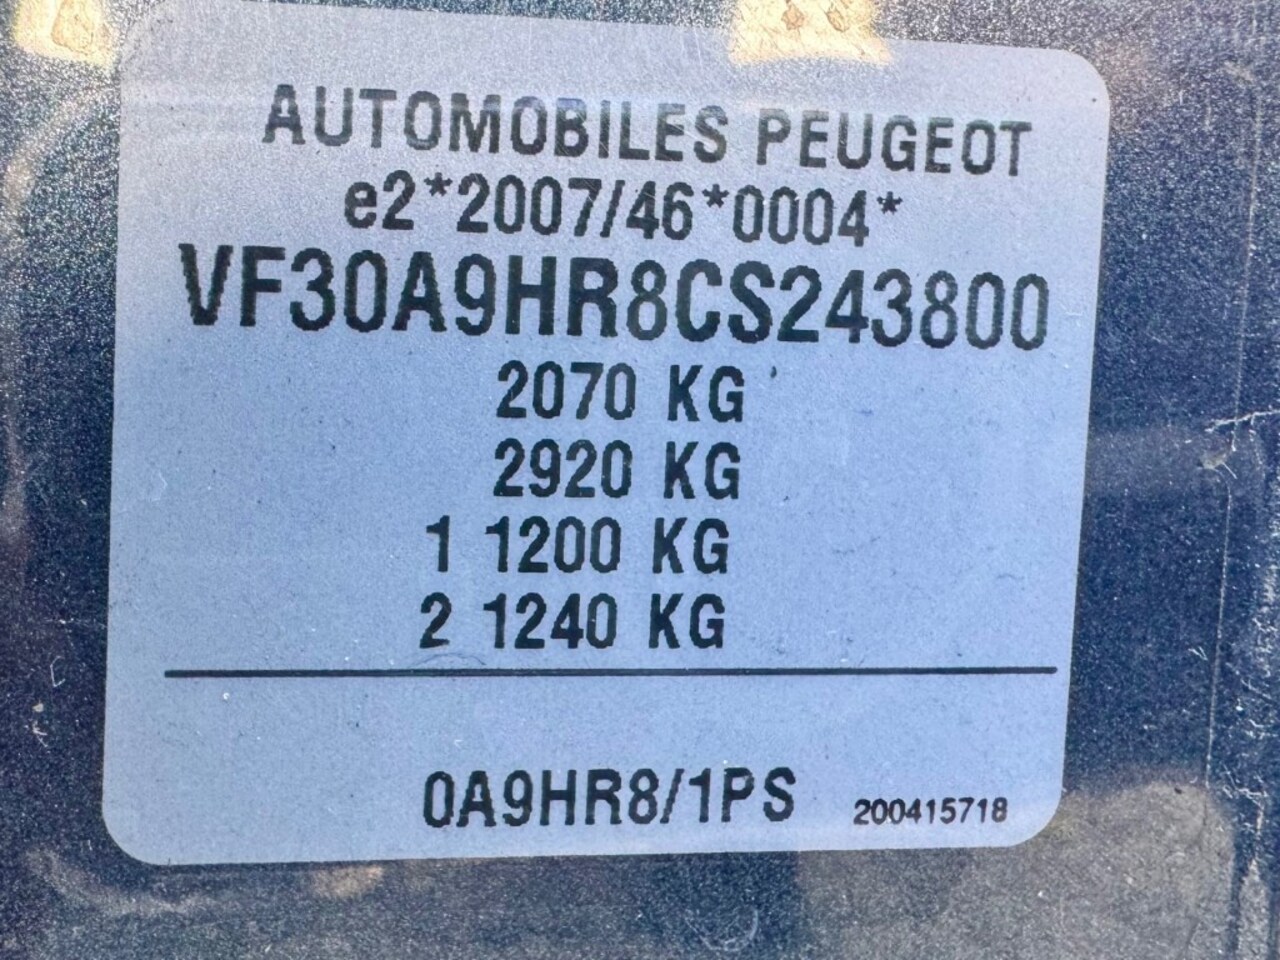 AUTOMOBILES PEUGEOT
e2*2007/46*0004*
VF30A9HR8CS243800
2070 KG
2920 KG
1 1200 KG
2 1240 KG
0A9HR8/1PS 200415718